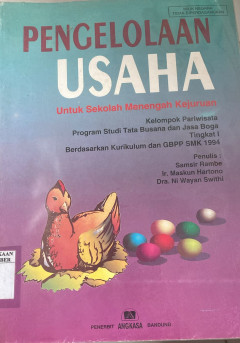 PENGELOLAAN
USAHA
Untuk Sekolah Menengah Kejuruan
Kelompok Pariwisata
Program Studi Tata Busana dan Jasa Boga
Tingkat I
Berdasarkan Kurikulum dan GBPP SMK 1994
Penulis :
Samsir Rambe
Ir. Maskun Hartono
Dra. Ni Wayan Swithi
PENERBIT ANGKASA BANDUNG